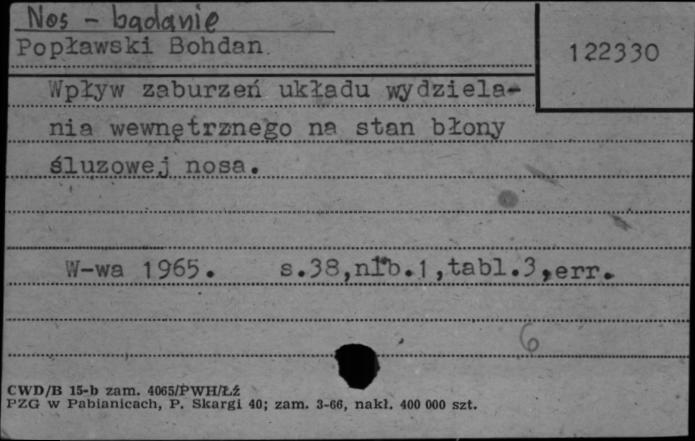 Nos - badanie
Popławski Bohdan
122330
Wpływ zaburzeń układu wydziela-
nia wewnętrznego na stan błony
śluzowej nosa.
W-wa 1965. s.38,nlb.1,tabl.3,err.
6
CWD/B 15-b zam. 4065/PWH/ŁŹ
PZG w Pabianicach, P. Skargi 40; zam. 3-66, nakł. 400 000 szt.